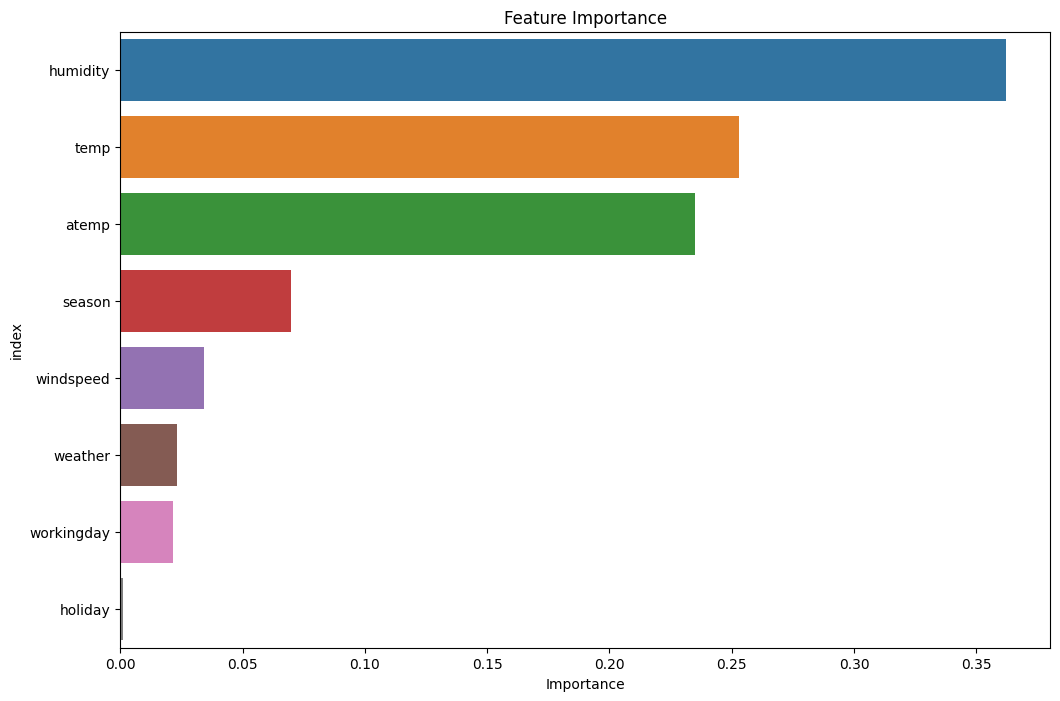 Feature Importance
humidity
temp
atemp
season
windspeed
weather
workingday
holiday
index
0.00 0.05 0.10 0.15 0.20 0.25 0.30 0.35
Importance